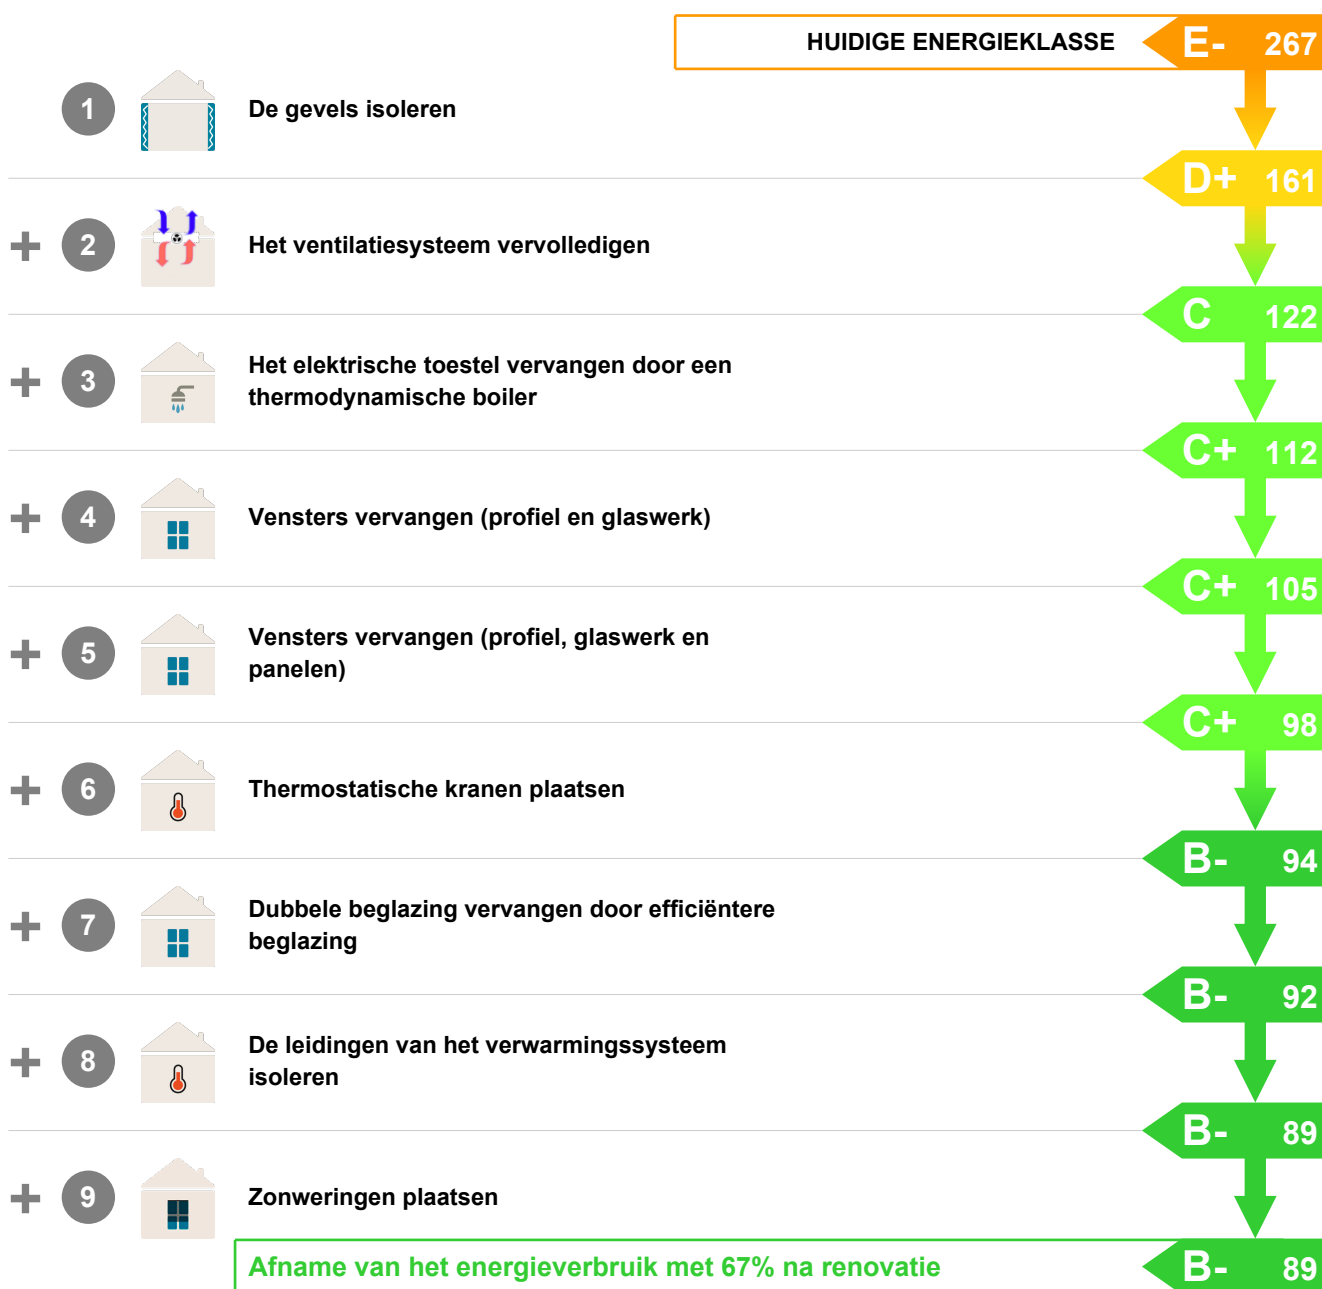 HUIDIGE ENERGIEKLASSE E- 267
1 De gevels isoleren
D+ 161
+ 2 Het ventilatiesysteem vervolledigen
C 122
+ 3 Het elektrische toestel vervangen door een
thermodynamische boiler
C+ 112
+ 4 Vensters vervangen (profiel en glaswerk)
C+ 105
+ 5 Vensters vervangen (profiel, glaswerk en
panelen)
C+ 98
+ 6 Thermostatische kranen plaatsen
B- 94
+ 7 Dubbele beglazing vervangen door efficiëntere
beglazing
B- 92
+ 8 De leidingen van het verwarmingssysteem
isoleren
B- 89
+ 9 Zonweringen plaatsen
Afname van het energieverbruik met 67% na renovatie B- 89